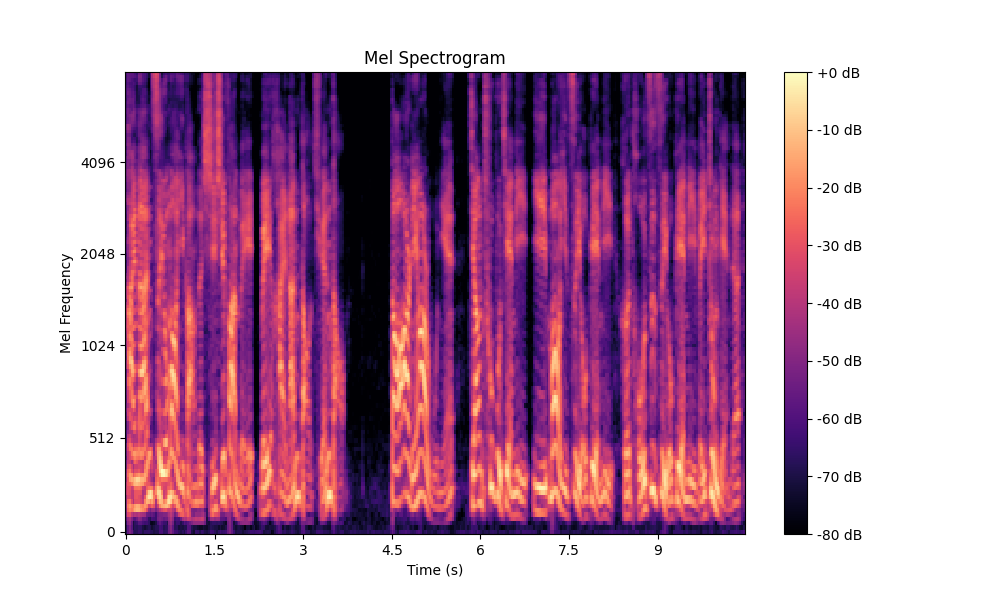 Mel Spectrogram
+0 dB
-10 dB
-20 dB
-30 dB
-40 dB
-50 dB
-60 dB
-70 dB
-80 dB
Mel Frequency
4096
2048
1024
512
0
0 1.5 3 4.5 6 7.5 9
Time (s)